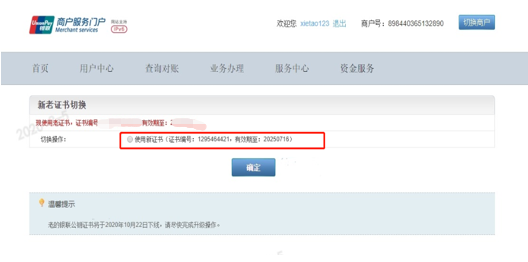 UnionPay 银联 商户服务门户 Merchant services 网站支持 IPv6
欢迎您 xietao123 退出 商户号：898440365132890 切换商户
首页 用户中心 查询对账 业务办理 服务中心 资金服务
新老证书切换
我使用老证书，证书编号 有效期至：2
切换操作： 使用新证书（证书编号：1295464421，有效期至：20250716）
确定
温馨提示
老的银联公钥证书将于2020年10月22日下线，请尽快完成升级操作。